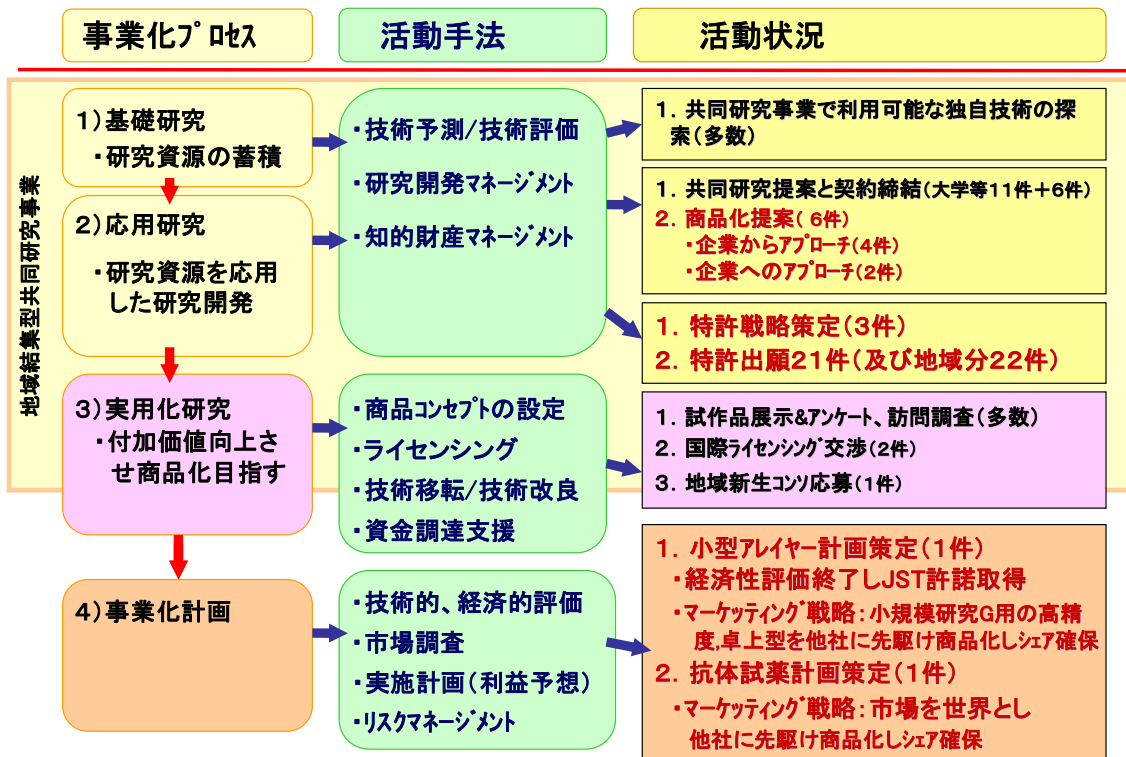 事業化プロセス
活動手法
活動状況
地域結集型共同研究事業
1)基礎研究
・研究資源の蓄積
2)応用研究
・研究資源を応用
した研究開発
3)実用化研究
・付加価値向上さ
せ商品化目指す
4)事業化計画
・技術予測/技術評価
・研究開発マネージメント
・知的財産マネージメント
・商品コンセプトの設定
・ライセンシング
・技術移転/技術改良
・資金調達支援
・技術的、経済的評価
・市場調査
・実施計画(利益予想)
・リスクマネージメント
1. 共同研究事業で利用可能な独自技術の探
索(多数)
1. 共同研究提案と契約締結(大学等11件+6件)
2. 商品化提案( 6件)
・企業からアプローチ(4件)
・企業へのアプローチ(2件)
1. 特許戦略策定(3件)
2. 特許出願21件(及び地域分22件)
1. 試作品展示&アンケート、訪問調査(多数)
2. 国際ライセンシング交渉(2件)
3. 地域新生コンソ応募(1件)
1. 小型アレイヤー計画策定(1件)
・経済性評価終了しJST許諾取得
・マーケッティング戦略:小規模研究G用の高精
度,卓上型を他社に先駆け商品化しシェア確保
2. 抗体試薬計画策定(1件)
・マーケッティング戦略:市場を世界とし
他社に先駆け商品化しシェア確保